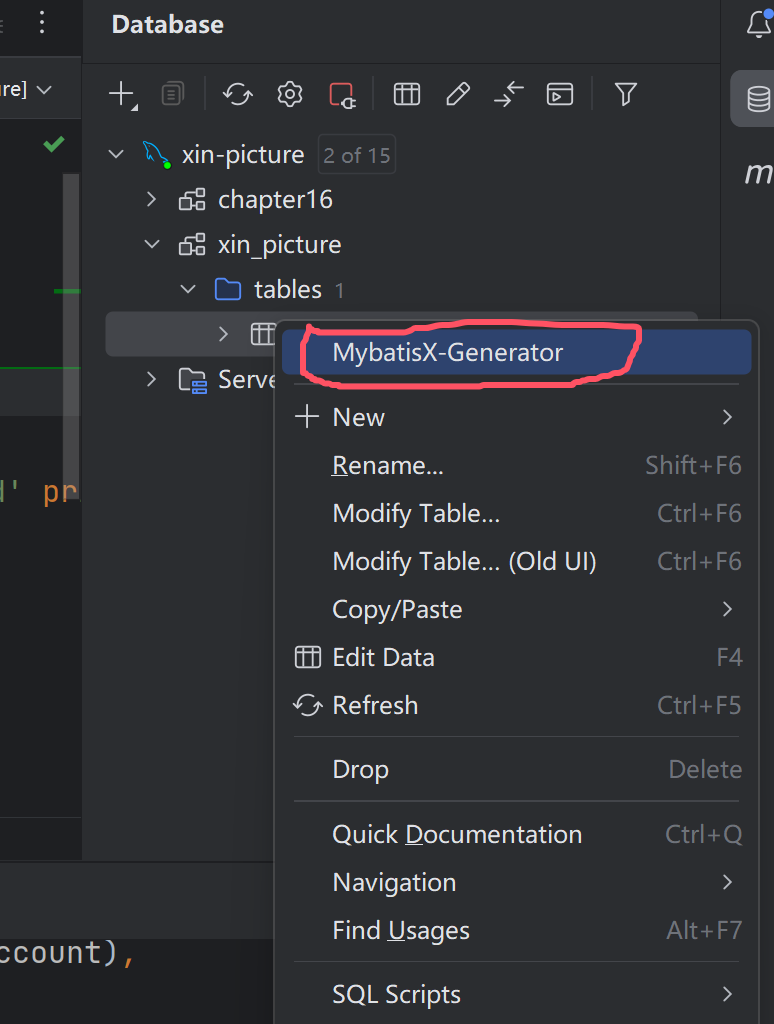 Database
re]
xin-picture 2 of 15
chapter16
xin_picture
tables 1
MybatisX-Generator
Serve
New
Rename... Shift+F6
d' pr
Modify Table... Ctrl+F6
Modify Table... (Old UI) Ctrl+F6
Copy/Paste
Edit Data F4
Refresh Ctrl+F5
Drop Delete
Quick Documentation Ctrl+Q
Navigation
Find Usages Alt+F7
ccount),
SQL Scripts
m